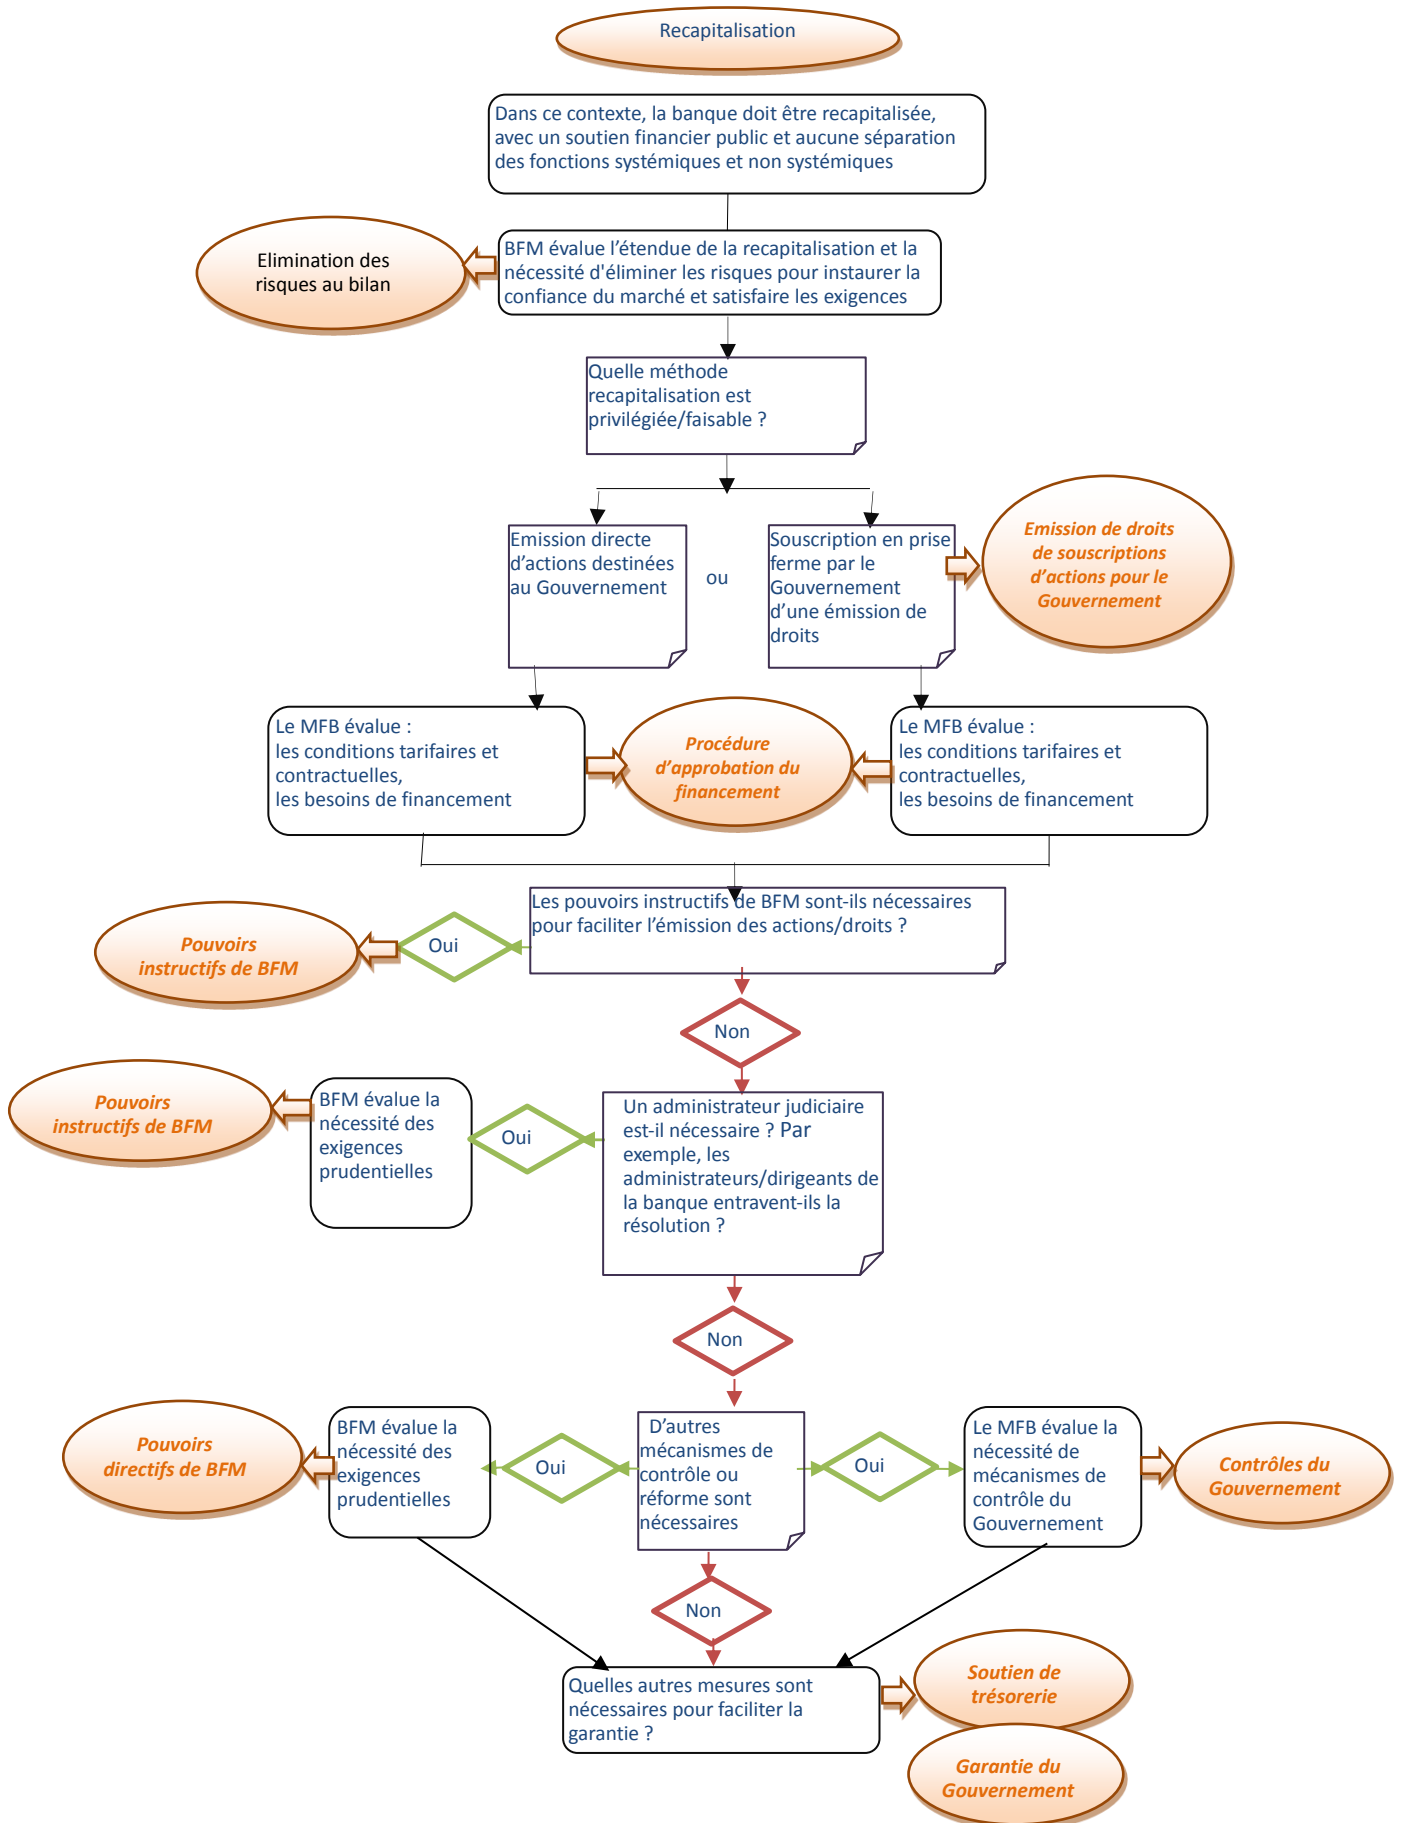 Recapitalisation
Dans ce contexte, la banque doit être recapitalisée,
avec un soutien financier public et aucune séparation
des fonctions systémiques et non systémiques
Elimination des
risques au bilan
BFM évalue l’étendue de la recapitalisation et la
nécessité d'éliminer les risques pour instaurer la
confiance du marché et satisfaire les exigences
Quelle méthode
recapitalisation est
privilégiée/faisable ?
Emission directe
d’actions destinées
au Gouvernement
ou
Souscription en prise
ferme par le
Gouvernement
d’une émission de
droits
Emission de droits
de souscriptions
d’actions pour le
Gouvernement
Le MFB évalue :
les conditions tarifaires et
contractuelles,
les besoins de financement
Procédure
d’approbation du
financement
Le MFB évalue :
les conditions tarifaires et
contractuelles,
les besoins de financement
Les pouvoirs instructifs de BFM sont-ils nécessaires
pour faciliter l’émission des actions/droits ?
Oui
Pouvoirs
instructifs de BFM
Non
Pouvoirs
instructifs de BFM
BFM évalue la
nécessité des
exigences
prudentielles
Oui
Un administrateur judiciaire
est-il nécessaire ? Par
exemple, les
administrateurs/dirigeants de
la banque entravent-ils la
résolution ?
Non
Pouvoirs
directifs de BFM
BFM évalue la
nécessité des
exigences
prudentielles
Oui
D’autres
mécanismes de
contrôle ou
réforme sont
nécessaires
Oui
Le MFB évalue la
nécessité de
mécanismes de
contrôle du
Gouvernement
Contrôles du
Gouvernement
Non
Quelles autres mesures sont
nécessaires pour faciliter la
garantie ?
Soutien de
trésorerie
Garantie du
Gouvernement